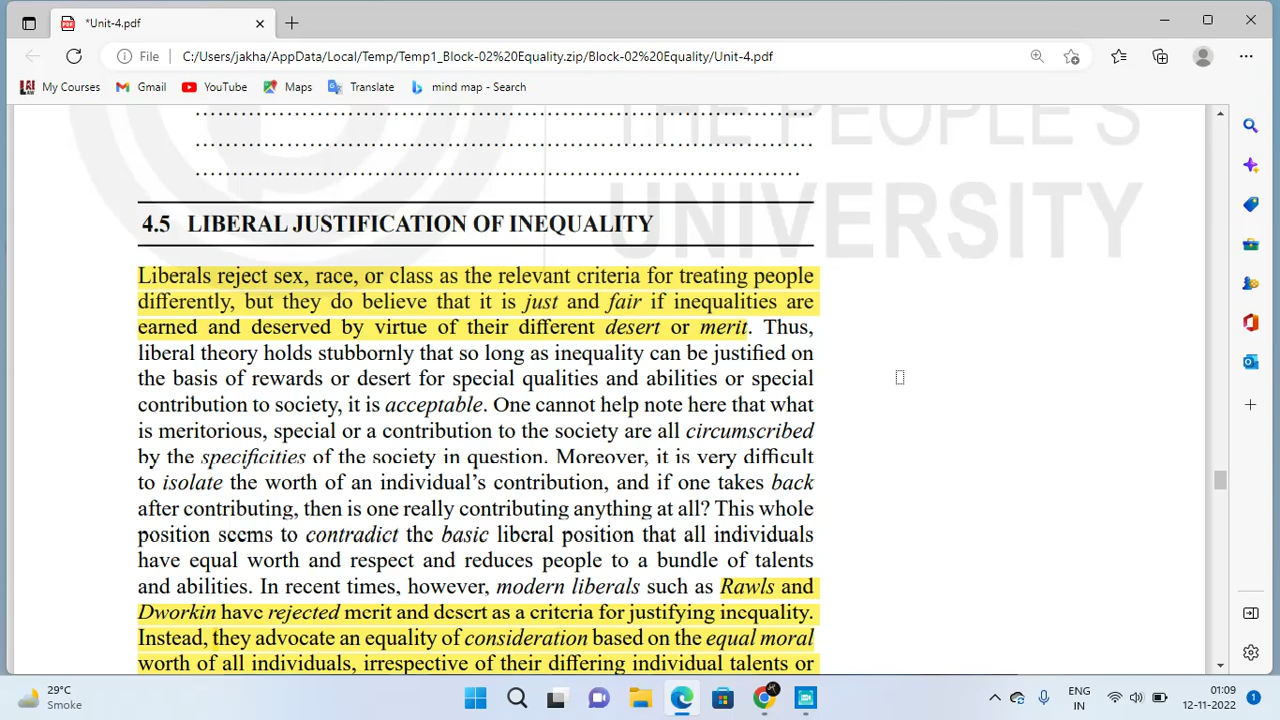 *Unit-4.pdf
File C:/Users/jakha/AppData/Local/Temp/Temp1_Block-02%20Equality.zip/Block-02%20Equality/Unit-4.pdf
My Courses Gmail YouTube Maps Translate mind map - Search
THE PEOPLE'S
UNIVERSITY
4.5 LIBERAL JUSTIFICATION OF INEQUALITY
Liberals reject sex, race, or class as the relevant criteria for treating people
differently, but they do believe that it is just and fair if inequalities are
earned and deserved by virtue of their different desert or merit. Thus,
liberal theory holds stubbornly that so long as inequality can be justified on
the basis of rewards or desert for special qualities and abilities or special
contribution to society, it is acceptable. One cannot help note here that what
is meritorious, special or a contribution to the society are all circumscribed
by the specificities of the society in question. Moreover, it is very difficult
to isolate the worth of an individual's contribution, and if one takes back
after contributing, then is one really contributing anything at all? This whole
position seems to contradict the basic liberal position that all individuals
have equal worth and respect and reduces people to a bundle of talents
and abilities. In recent times, however, modern liberals such as Rawls and
Dworkin have rejected merit and desert as a criteria for justifying inequality.
Instead, they advocate an equality of consideration based on the equal moral
worth of all individuals, irrespective of their differing individual talents or
29°C
Smoke
ENG
IN
01:09
12-11-2022
1